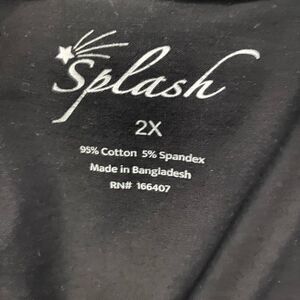 Splash
2X
95% Cotton 5% Spandex
Made in Bangladesh
RN# 166407